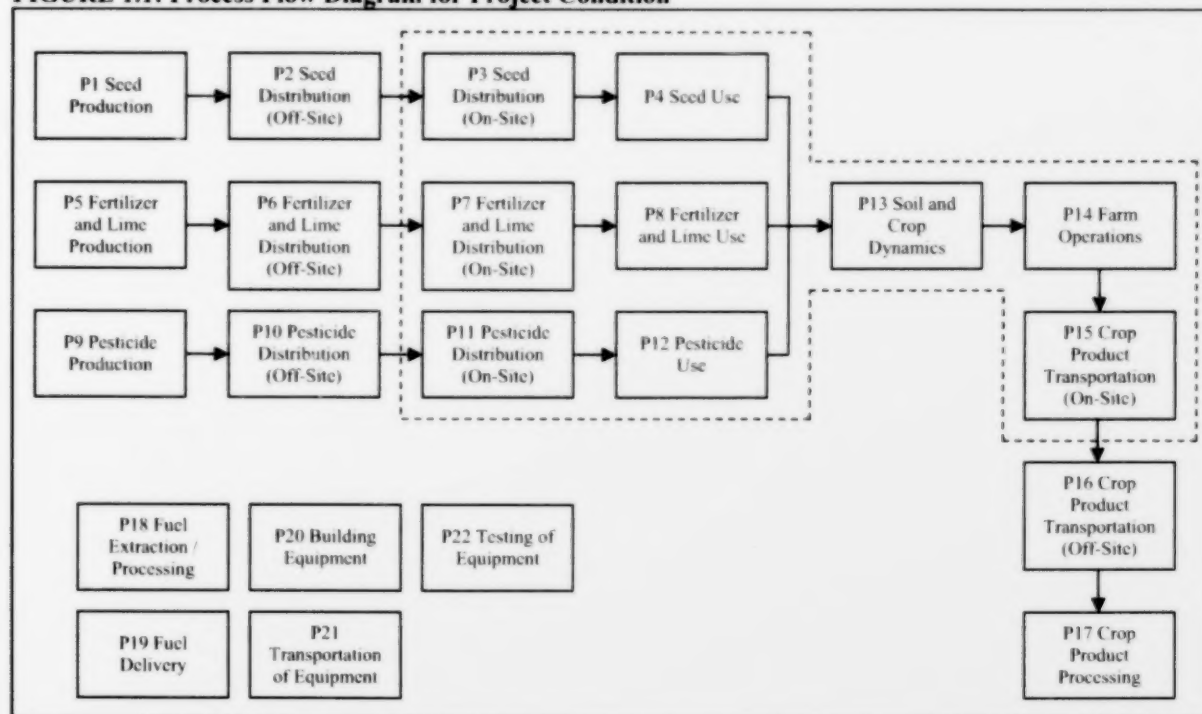 FIGURE 1.1: Process Flow Diagram for Project Condition
P1 Seed
Production
P2 Seed
Distribution
(Off-Site)
P3 Seed
Distribution
(On-Site)
P4 Seed Use
P5 Fertilizer
and Lime
Production
P6 Fertilizer
and Lime
Distribution
(Off-Site)
P7 Fertilizer
and Lime
Distribution
(On-Site)
P8 Fertilizer
and Lime Use
P13 Soil and
Crop
Dynamics
P14 Farm
Operations
P9 Pesticide
Production
P10 Pesticide
Distribution
(Off-Site)
P11 Pesticide
Distribution
(On-Site)
P12 Pesticide
Use
P15 Crop
Product
Transportation
(On-Site)
P16 Crop
Product
Transportation
(Off-Site)
P17 Crop
Product
Processing
P18 Fuel
Extraction /
Processing
P20 Building
Equipment
P22 Testing of
Equipment
P19 Fuel
Delivery
P21
Transportation
of Equipment